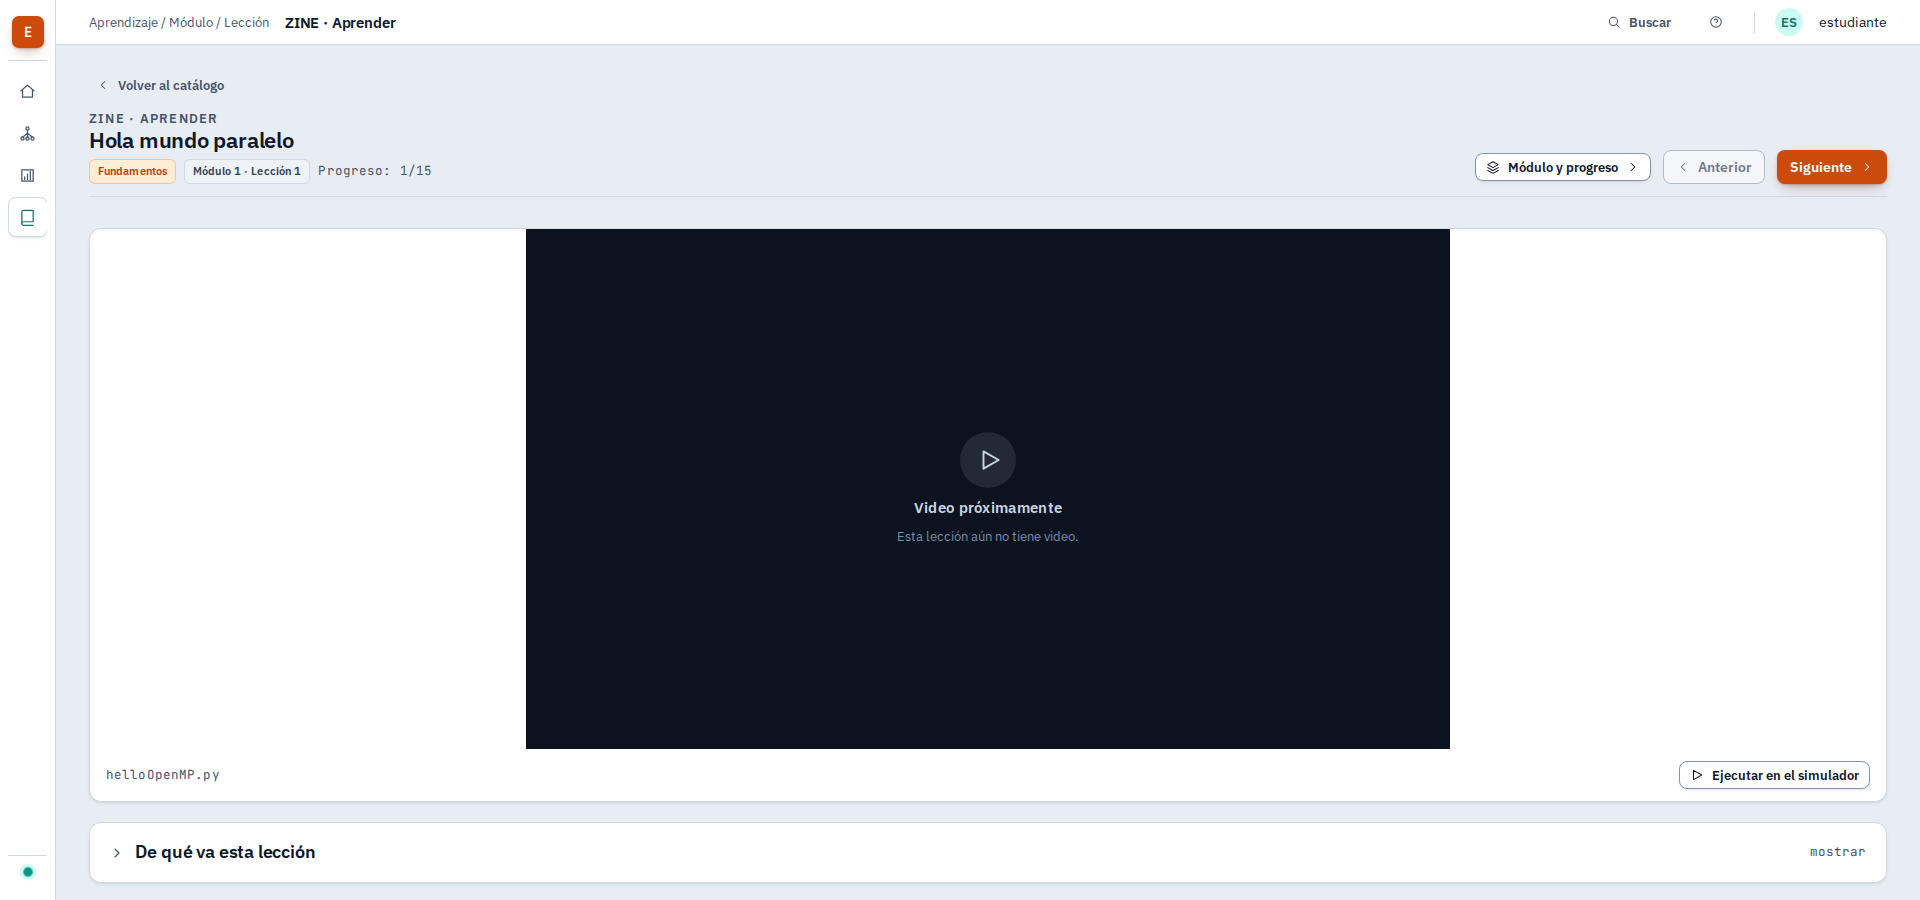 E
Aprendizaje / Módulo / Lección
ZINE · Aprender
Buscar
ES
estudiante
Volver al catálogo
ZINE · APRENDER
Hola mundo paralelo
Fundamentos
Módulo 1 · Lección 1
Progreso: 1/15
Módulo y progreso
Anterior
Siguiente
Video próximamente
Esta lección aún no tiene video.
helloOpenMP.py
Ejecutar en el simulador
De qué va esta lección
mostrar